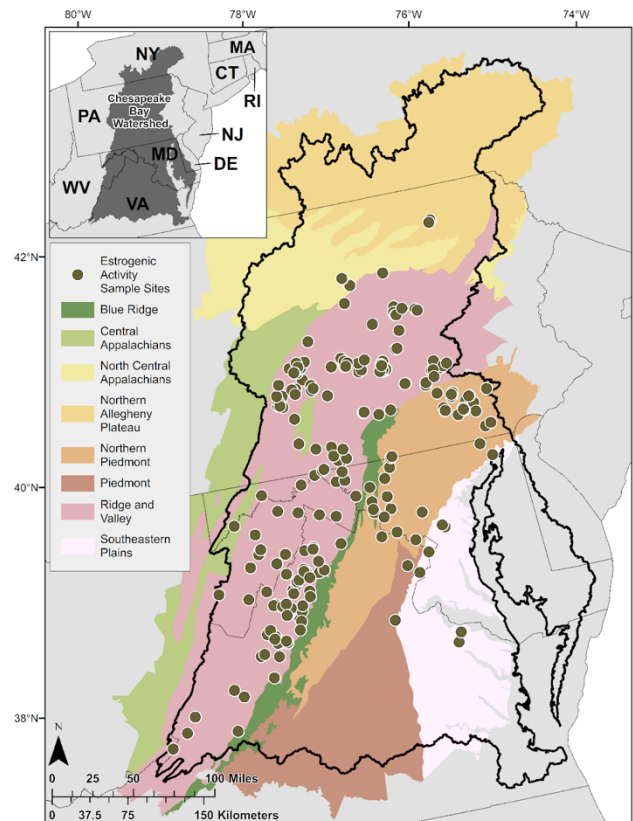 80°W
78°W
76°W
74°W
NY
MA
CT
RI
Chesapeake
Bay
Watershed
PA
NJ
MD
DE
WV
VA
42°N
Estrogenic
Activity
Sample Sites
Blue Ridge
Central
Appalachians
North Central
Appalachians
Northern
Allegheny
Plateau
Northern
Piedmont
Piedmont
Ridge and
Valley
Southeastern
Plains
40°N
38°N
N
0 25 50 100 Miles
0 37.5 75 150 Kilometers